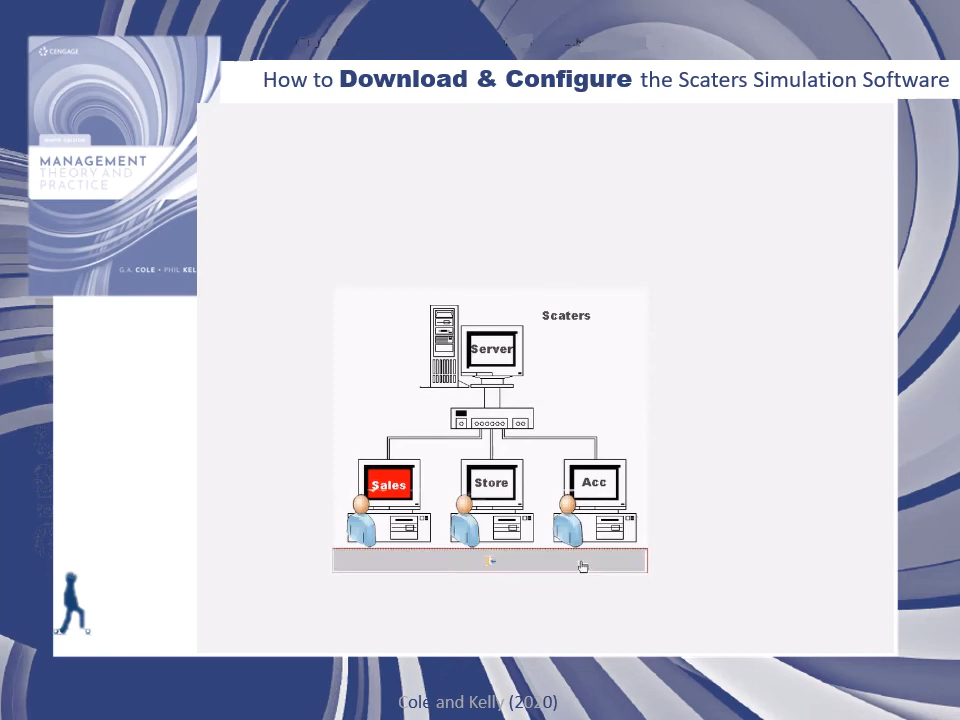 CENGAGE
How to Download & Configure the Scaters Simulation Software
MANAGEMENT
THEORY AND
PRACTICE
G.A. COLE • PHIL KEL
Scaters
Server
Sales
Store
Acc
Cole and Kelly (2020)